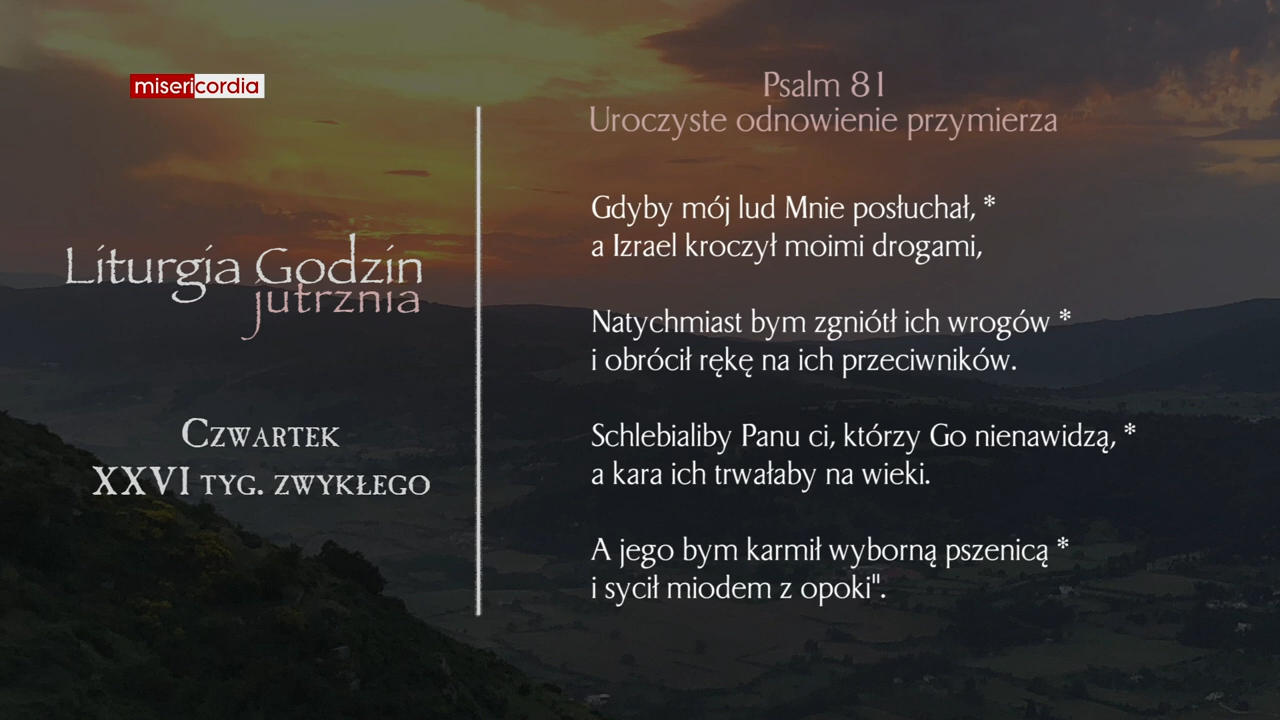 misericordia
Liturgia Godzin
jutrznia
Czwartek
XXVI tyg. zwykłego
Psalm 81
Uroczyste odnowienie przymierza
Gdyby mój lud Mnie posłuchał, *
a Izrael kroczył moimi drogami,
Natychmiast bym zgniótł ich wrogów *
i obrócił rękę na ich przeciwników.
Schlebialiby Panu ci, którzy Go nienawidzą, *
a kara ich trwałaby na wieki.
A jego bym karmił wyborną pszenicą *
i sycił miodem z opoki".